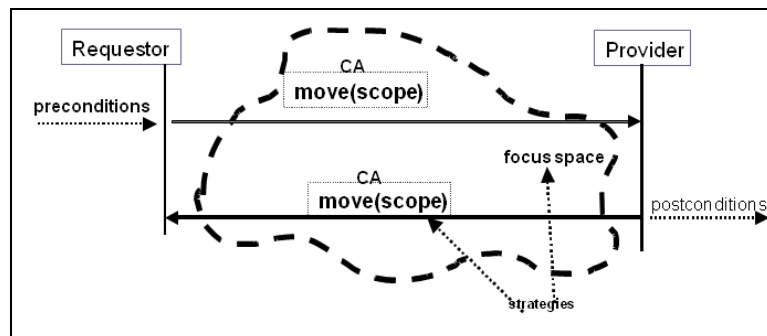 Requestor
Provider
CA
move(scope)
preconditions
focus space
CA
move(scope)
postconditions
strategies